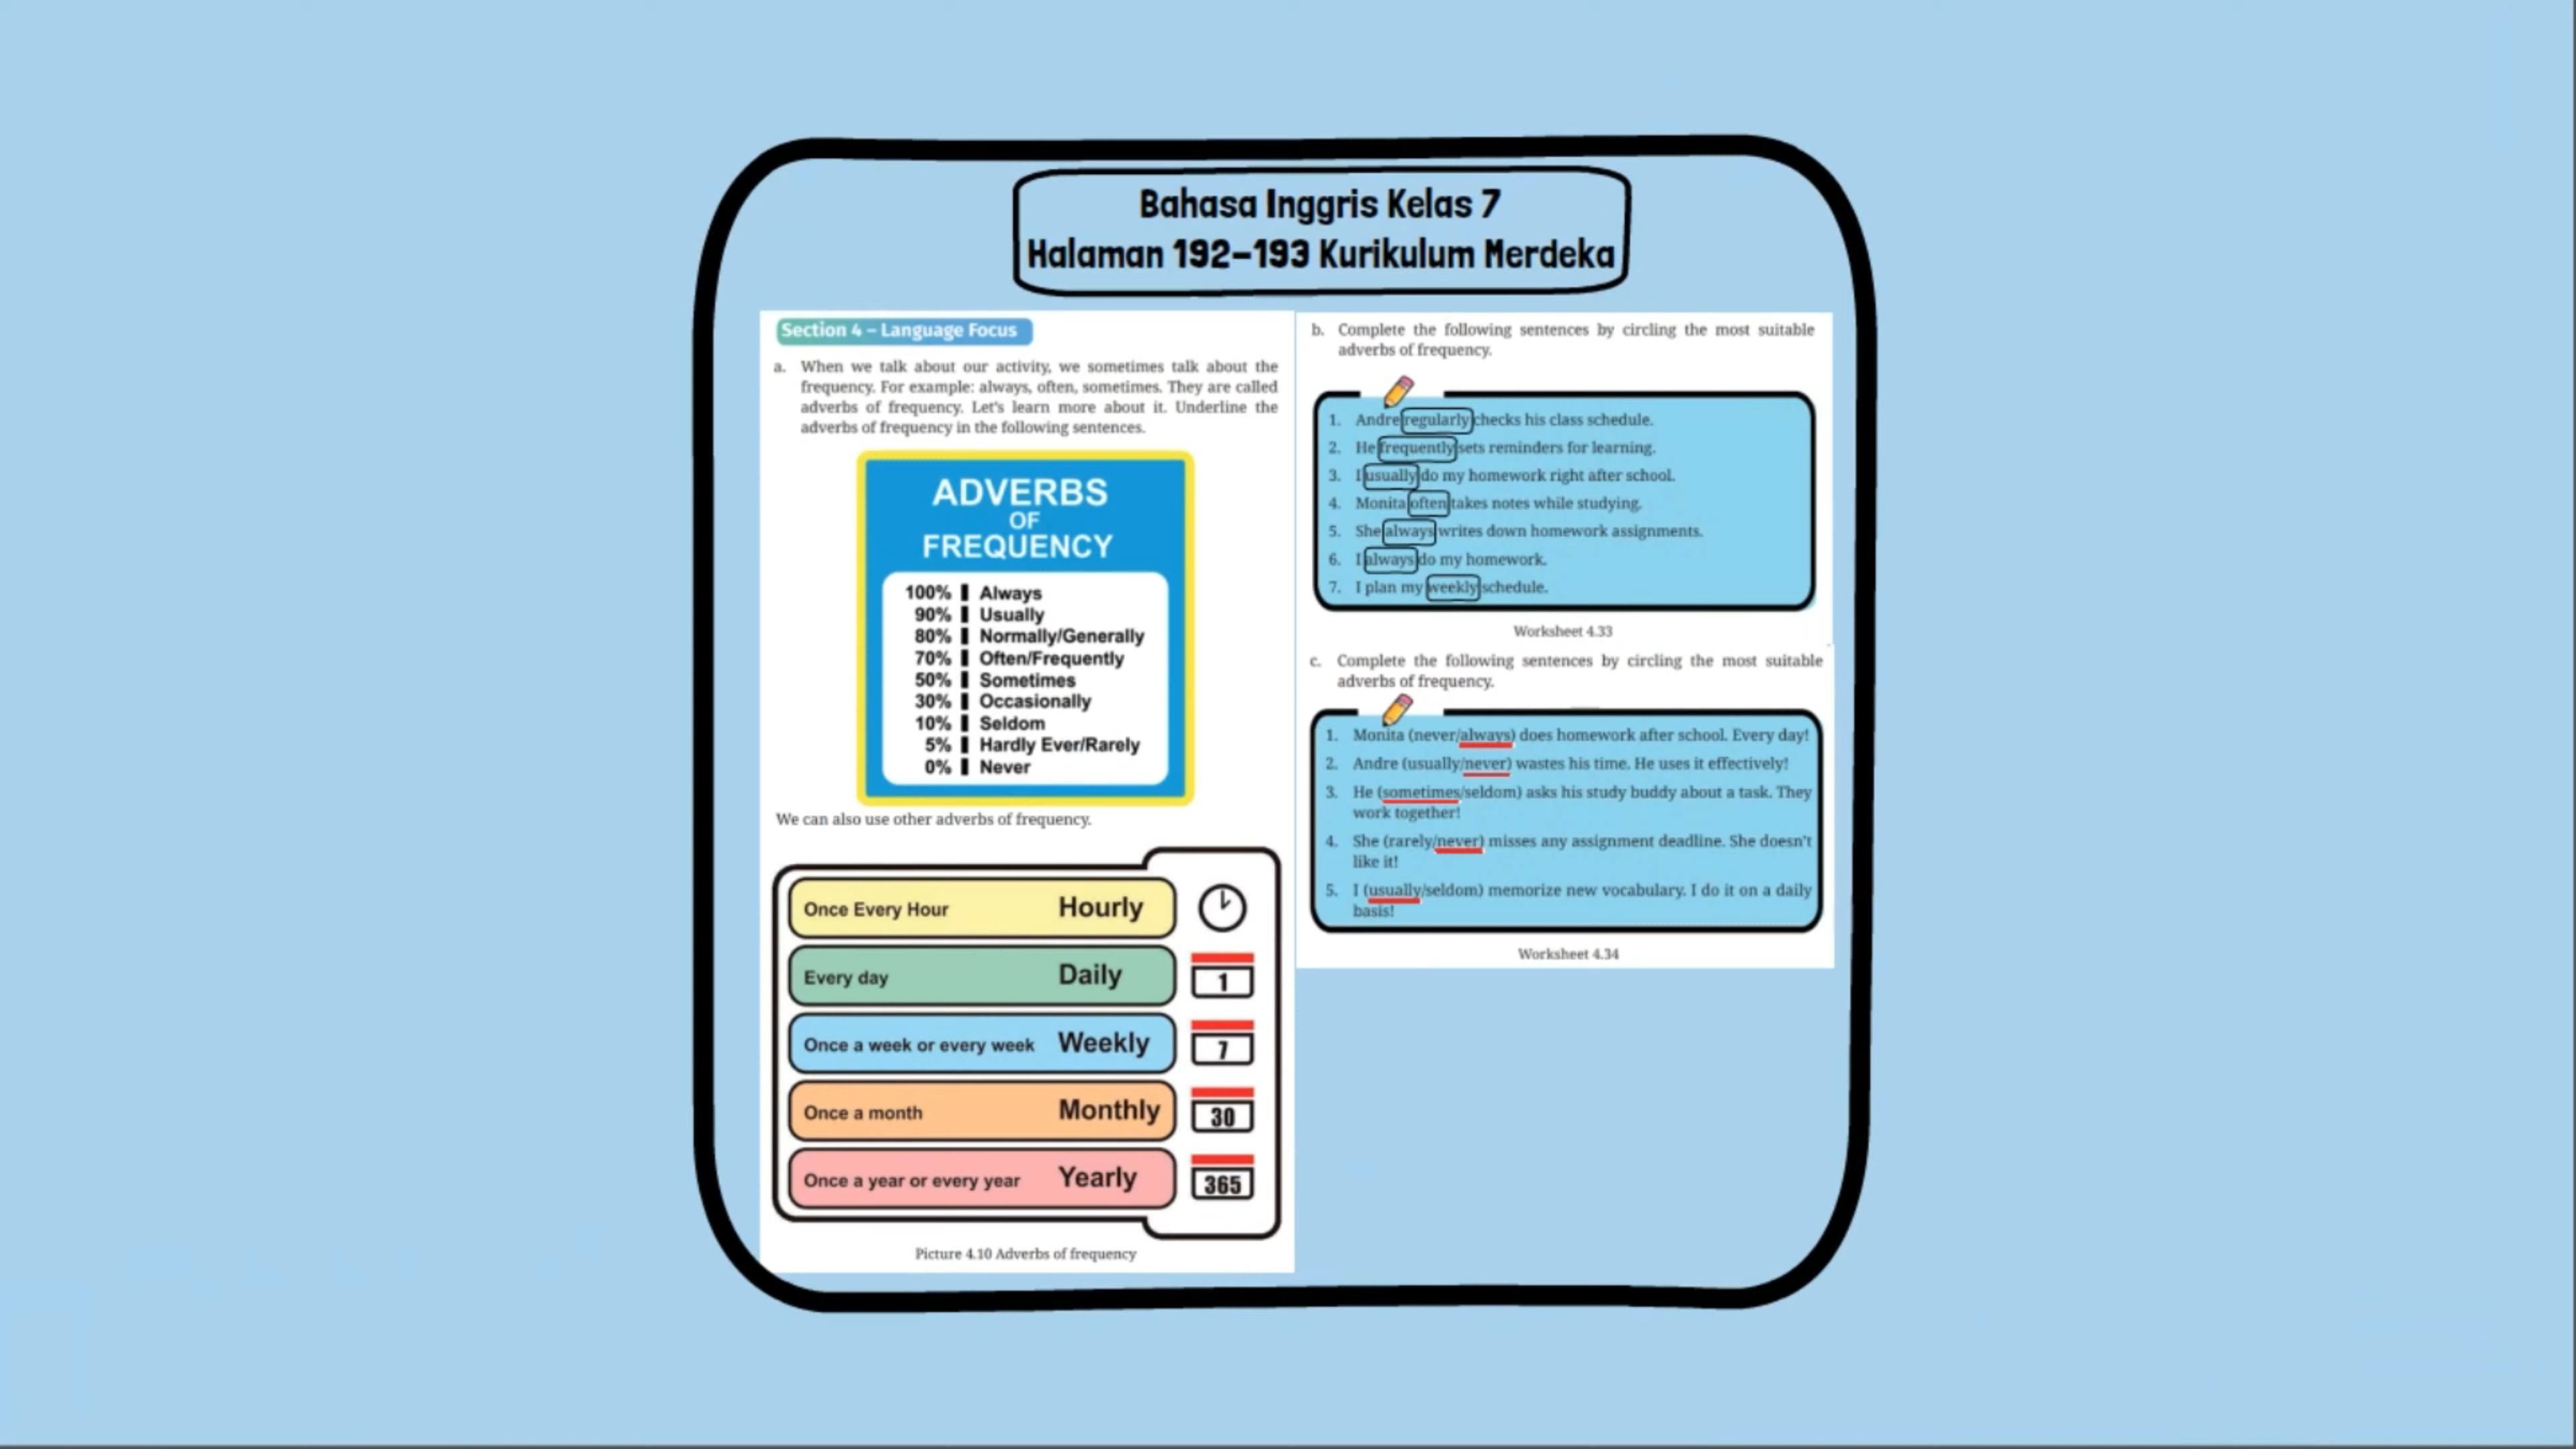 Bahasa Inggris Kelas 7
Halaman 192-193 Kurikulum Merdeka
Section 4 – Language Focus
a. When we talk about our activity, we sometimes talk about the
frequency. For example: always, often, sometimes. They are called
adverbs of frequency. Let's learn more about it. Underline the
adverbs of frequency in the following sentences.
ADVERBS
OF
FREQUENCY
100% Always
90% Usually
80% Normally/Generally
70% Often/Frequently
50% Sometimes
30% Occasionally
10% Seldom
5% Hardly Ever/Rarely
0% Never
We can also use other adverbs of frequency.
Once Every Hour Hourly
Every day Daily 1
Once a week or every week Weekly 7
Once a month Monthly 30
Once a year or every year Yearly 365
Picture 4.10 Adverbs of frequency
b. Complete the following sentences by circling the most suitable
adverbs of frequency.
1. Andre regularly checks his class schedule.
2. He frequently sets reminders for learning.
3. I usually do my homework right after school.
4. Monita often takes notes while studying.
5. She always writes down homework assignments.
6. I always do my homework.
7. I plan my weekly schedule.
Worksheet 4.33
c. Complete the following sentences by circling the most suitable
adverbs of frequency.
1. Monita (never/always) does homework after school. Every day!
2. Andre (usually/never) wastes his time. He uses it effectively!
3. He (sometimes/seldom) asks his study buddy about a task. They
work together!
4. She (rarely/never) misses any assignment deadline. She doesn't
like it!
5. I (usually/seldom) memorize new vocabulary. I do it on a daily
basis!
Worksheet 4.34